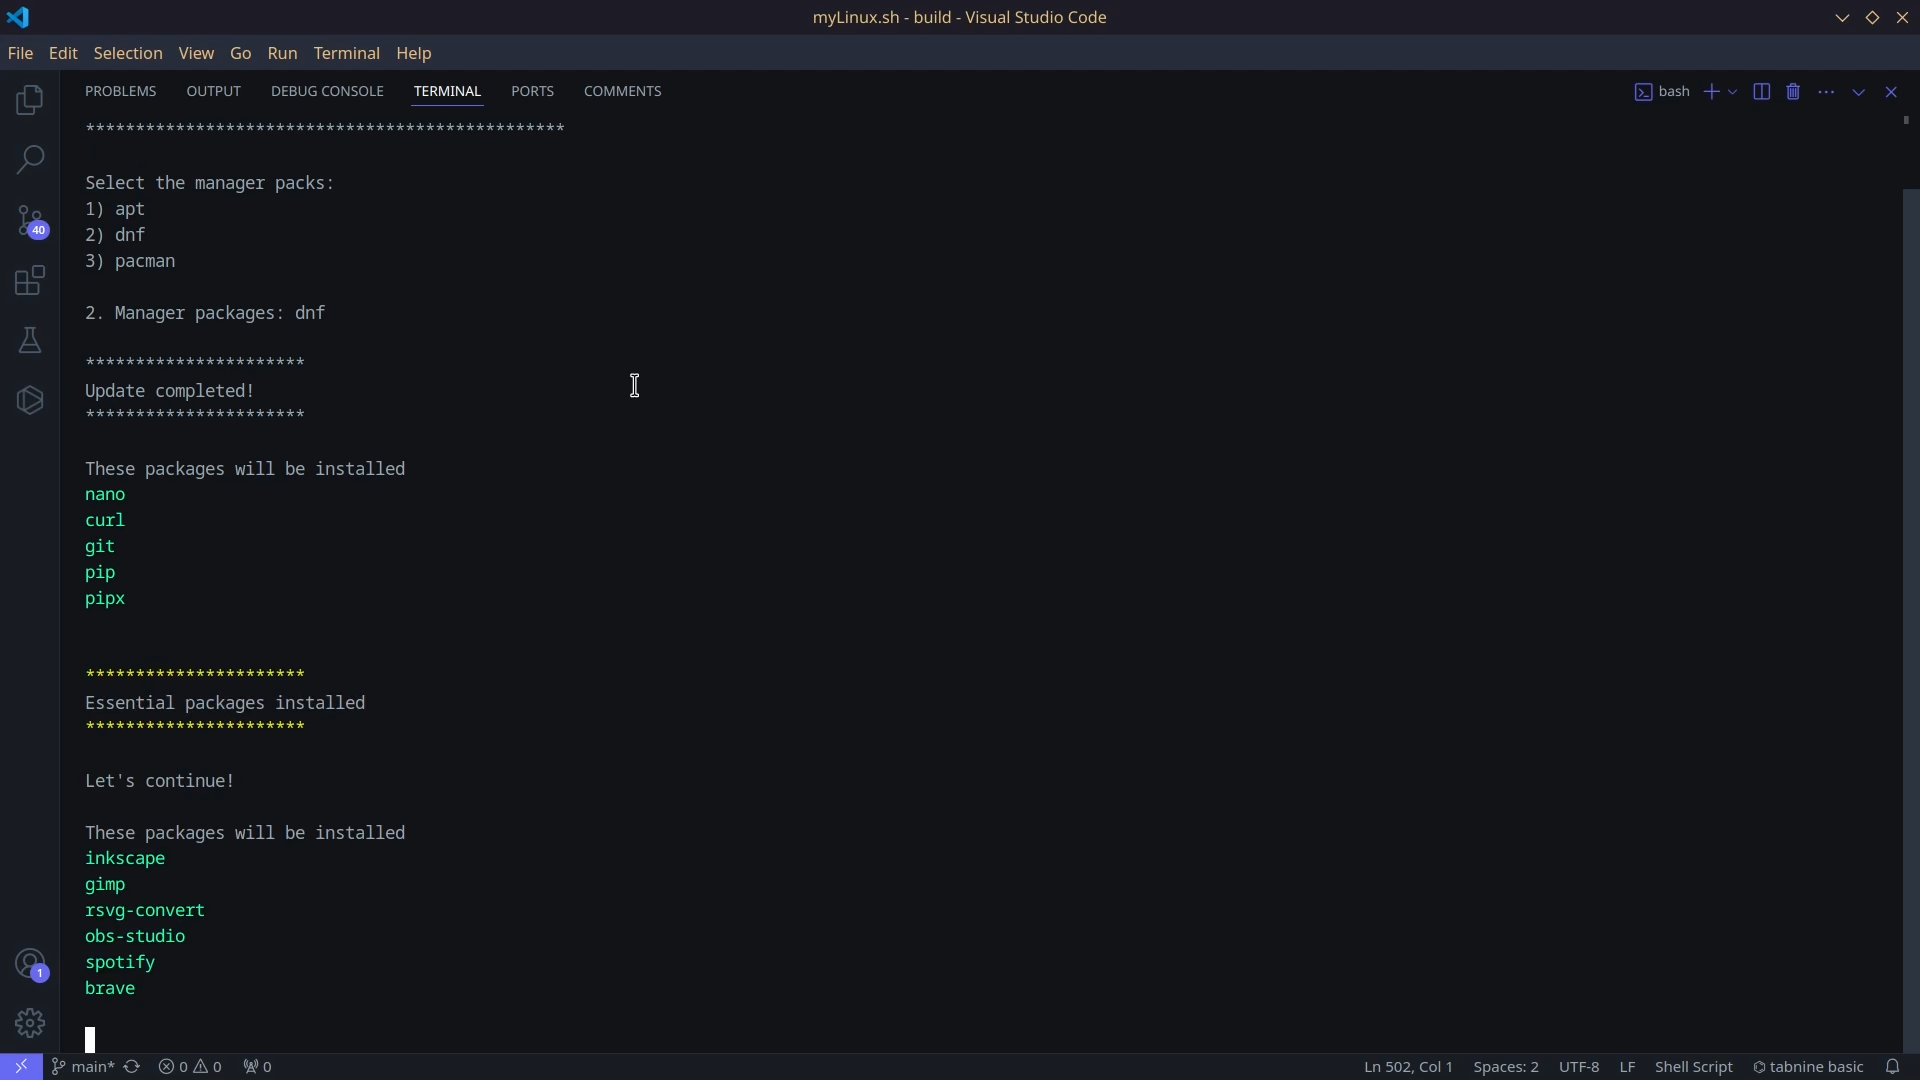 myLinux.sh - build - Visual Studio Code
File Edit Selection View Go Run Terminal Help
PROBLEMS OUTPUT DEBUG CONSOLE TERMINAL PORTS COMMENTS bash
************************************************
Select the manager packs:
1) apt
2) dnf
3) pacman
2. Manager packages: dnf
**********************
Update completed!
**********************
These packages will be installed
nano
curl
git
pip
pipx
**********************
Essential packages installed
**********************
Let's continue!
These packages will be installed
inkscape
gimp
rsvg-convert
obs-studio
spotify
brave
40
1
main* 0 0 0 Ln 502, Col 1 Spaces: 2 UTF-8 LF Shell Script tabnine basic